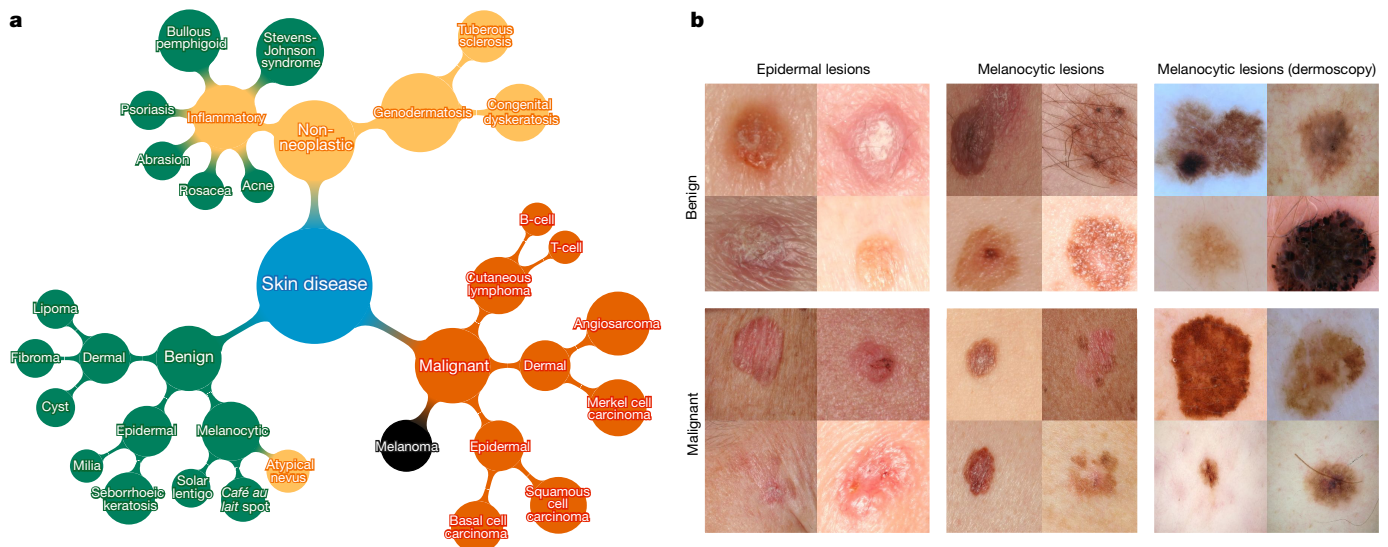 a
Bullous
pemphigoid
Stevens-
Johnson
syndrome
Tuberous
sclerosis
Psoriasis
Inflammatory
Non-
neoplastic
Genodermatosis
Congenital
dyskeratosis
Abrasion
Rosacea
Acne
B-cell
T-cell
Cutaneous
lymphoma
Skin disease
Lipoma
Fibroma
Dermal
Benign
Cyst
Malignant
Dermal
Angiosarcoma
Merkel cell
carcinoma
Epidermal
Melanocytic
Melanoma
Epidermal
Milia
Seborrhoeic
keratosis
Solar
lentigo
Café au
lait spot
Atypical
nevus
Basal cell
carcinoma
Squamous
cell
carcinoma
b
Epidermal lesions
Melanocytic lesions
Melanocytic lesions (dermoscopy)
Benign
Malignant